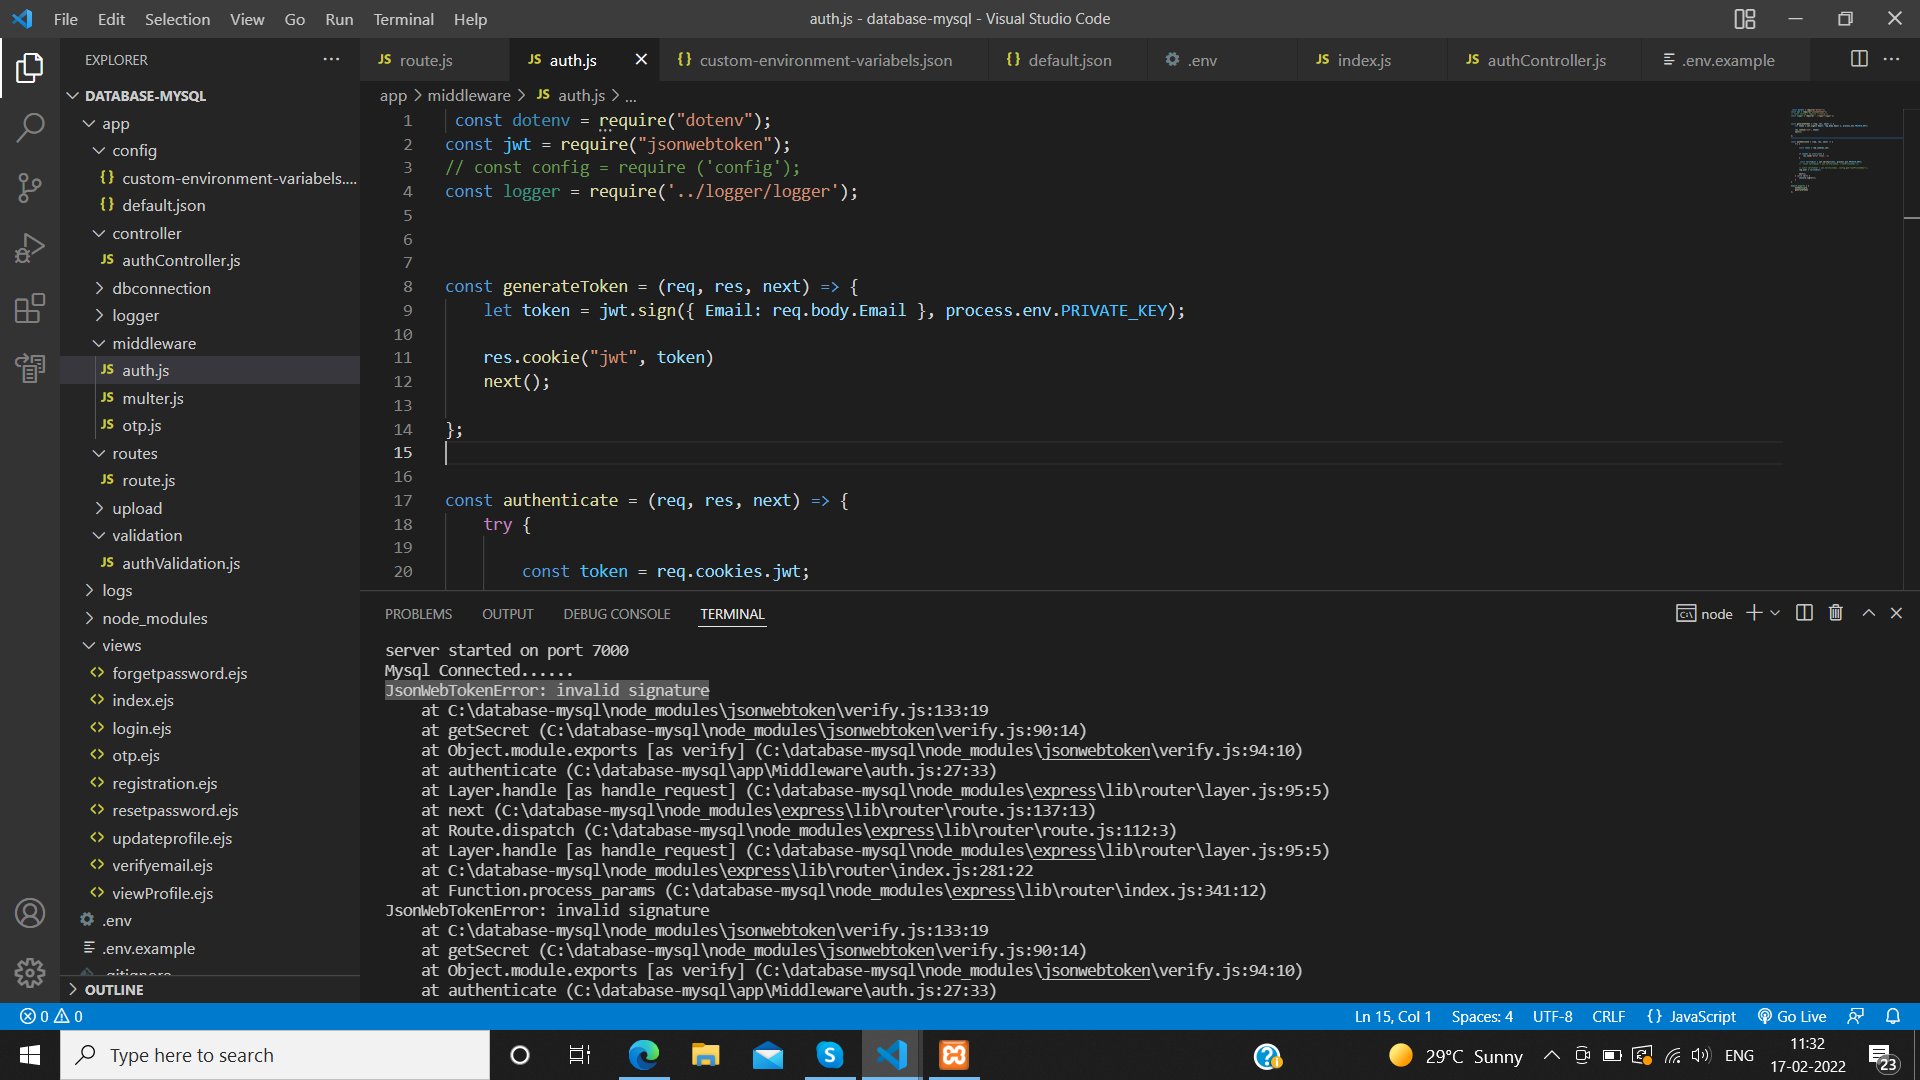 File Edit Selection View Go Run Terminal Help
auth.js - database-mysql - Visual Studio Code
EXPLORER
DATABASE-MYSQL
app
config
custom-environment-variabels....
default.json
controller
authController.js
dbconnection
logger
middleware
auth.js
multer.js
otp.js
routes
route.js
upload
validation
authValidation.js
logs
node_modules
views
forgetpassword.ejs
index.ejs
login.ejs
otp.ejs
registration.ejs
resetpassword.ejs
updateprofile.ejs
verifyemail.ejs
viewProfile.ejs
.env
.env.example
.gitignore
OUTLINE
JS route.js JS auth.js {} custom-environment-variabels.json {} default.json .env JS index.js JS authController.js .env.example
app > middleware > JS auth.js > ...
1 const dotenv = require("dotenv");
2 const jwt = require("jsonwebtoken");
3 // const config = require ('config');
4 const logger = require('../logger/logger');
5
6
7
8 const generateToken = (req, res, next) => {
9 let token = jwt.sign({ Email: req.body.Email }, process.env.PRIVATE_KEY);
10
11 res.cookie("jwt", token)
12 next();
13
14 };
15
16
17 const authenticate = (req, res, next) => {
18 try {
19
20 const token = req.cookies.jwt;
PROBLEMS OUTPUT DEBUG CONSOLE TERMINAL
node
server started on port 7000
Mysql Connected......
JsonWebTokenError: invalid signature
at C:\database-mysql\node_modules\jsonwebtoken\verify.js:133:19
at getSecret (C:\database-mysql\node_modules\jsonwebtoken\verify.js:90:14)
at Object.module.exports [as verify] (C:\database-mysql\node_modules\jsonwebtoken\verify.js:94:10)
at authenticate (C:\database-mysql\app\Middleware\auth.js:27:33)
at Layer.handle [as handle_request] (C:\database-mysql\node_modules\express\lib\router\layer.js:95:5)
at next (C:\database-mysql\node_modules\express\lib\router\route.js:137:13)
at Route.dispatch (C:\database-mysql\node_modules\express\lib\router\route.js:112:3)
at Layer.handle [as handle_request] (C:\database-mysql\node_modules\express\lib\router\layer.js:95:5)
at C:\database-mysql\node_modules\express\lib\router\index.js:281:22
at Function.process_params (C:\database-mysql\node_modules\express\lib\router\index.js:341:12)
JsonWebTokenError: invalid signature
at C:\database-mysql\node_modules\jsonwebtoken\verify.js:133:19
at getSecret (C:\database-mysql\node_modules\jsonwebtoken\verify.js:90:14)
at Object.module.exports [as verify] (C:\database-mysql\node_modules\jsonwebtoken\verify.js:94:10)
at authenticate (C:\database-mysql\app\Middleware\auth.js:27:33)
0 0
Ln 15, Col 1 Spaces: 4 UTF-8 CRLF {} JavaScript Go Live
Type here to search
29°C Sunny
ENG
11:32
17-02-2022
23